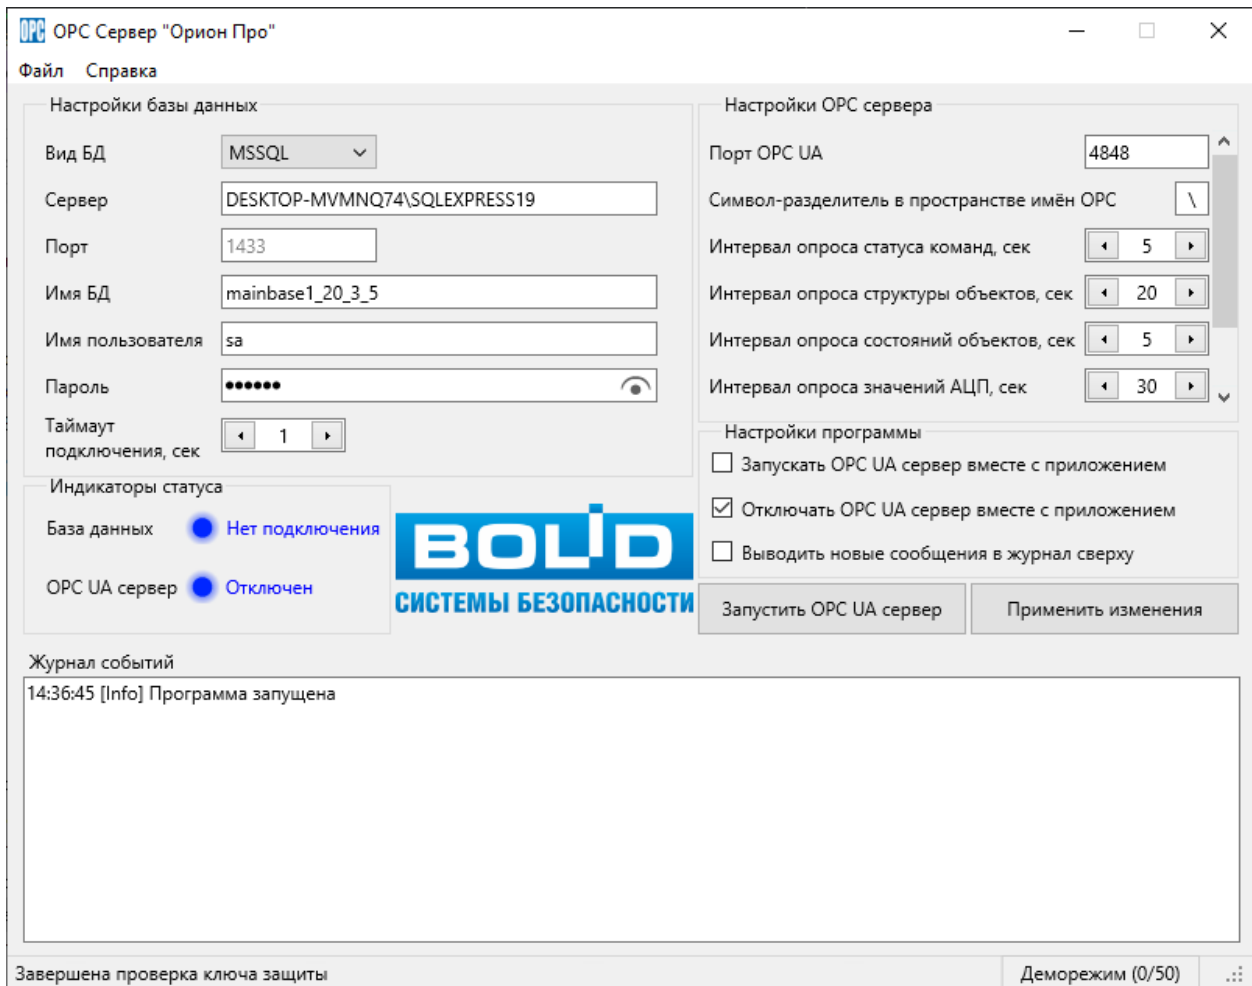 OPC ОРС Сервер "Орион Про"
Файл Справка
Настройки базы данных
Вид БД MSSQL
Сервер DESKTOP-MVMNQ74\SQLEXPRESS19
Порт 1433
Имя БД mainbase1_20_3_5
Имя пользователя sa
Пароль ●●●●●●
Таймаут
подключения, сек 1
Настройки ОРС сервера
Порт OPC UA 4848
Символ-разделитель в пространстве имён ОРС \
Интервал опроса статуса команд, сек 5
Интервал опроса структуры объектов, сек 20
Интервал опроса состояний объектов, сек 5
Интервал опроса значений АЦП, сек 30
Индикаторы статуса
База данных Нет подключения
OPC UA сервер Отключен
BOLID
СИСТЕМЫ БЕЗОПАСНОСТИ
Настройки программы
Запускать OPC UA сервер вместе с приложением
Отключать OPC UA сервер вместе с приложением
Выводить новые сообщения в журнал сверху
Запустить OPC UA сервер Применить изменения
Журнал событий
14:36:45 [Info] Программа запущена
Завершена проверка ключа защиты Деморежим (0/50)